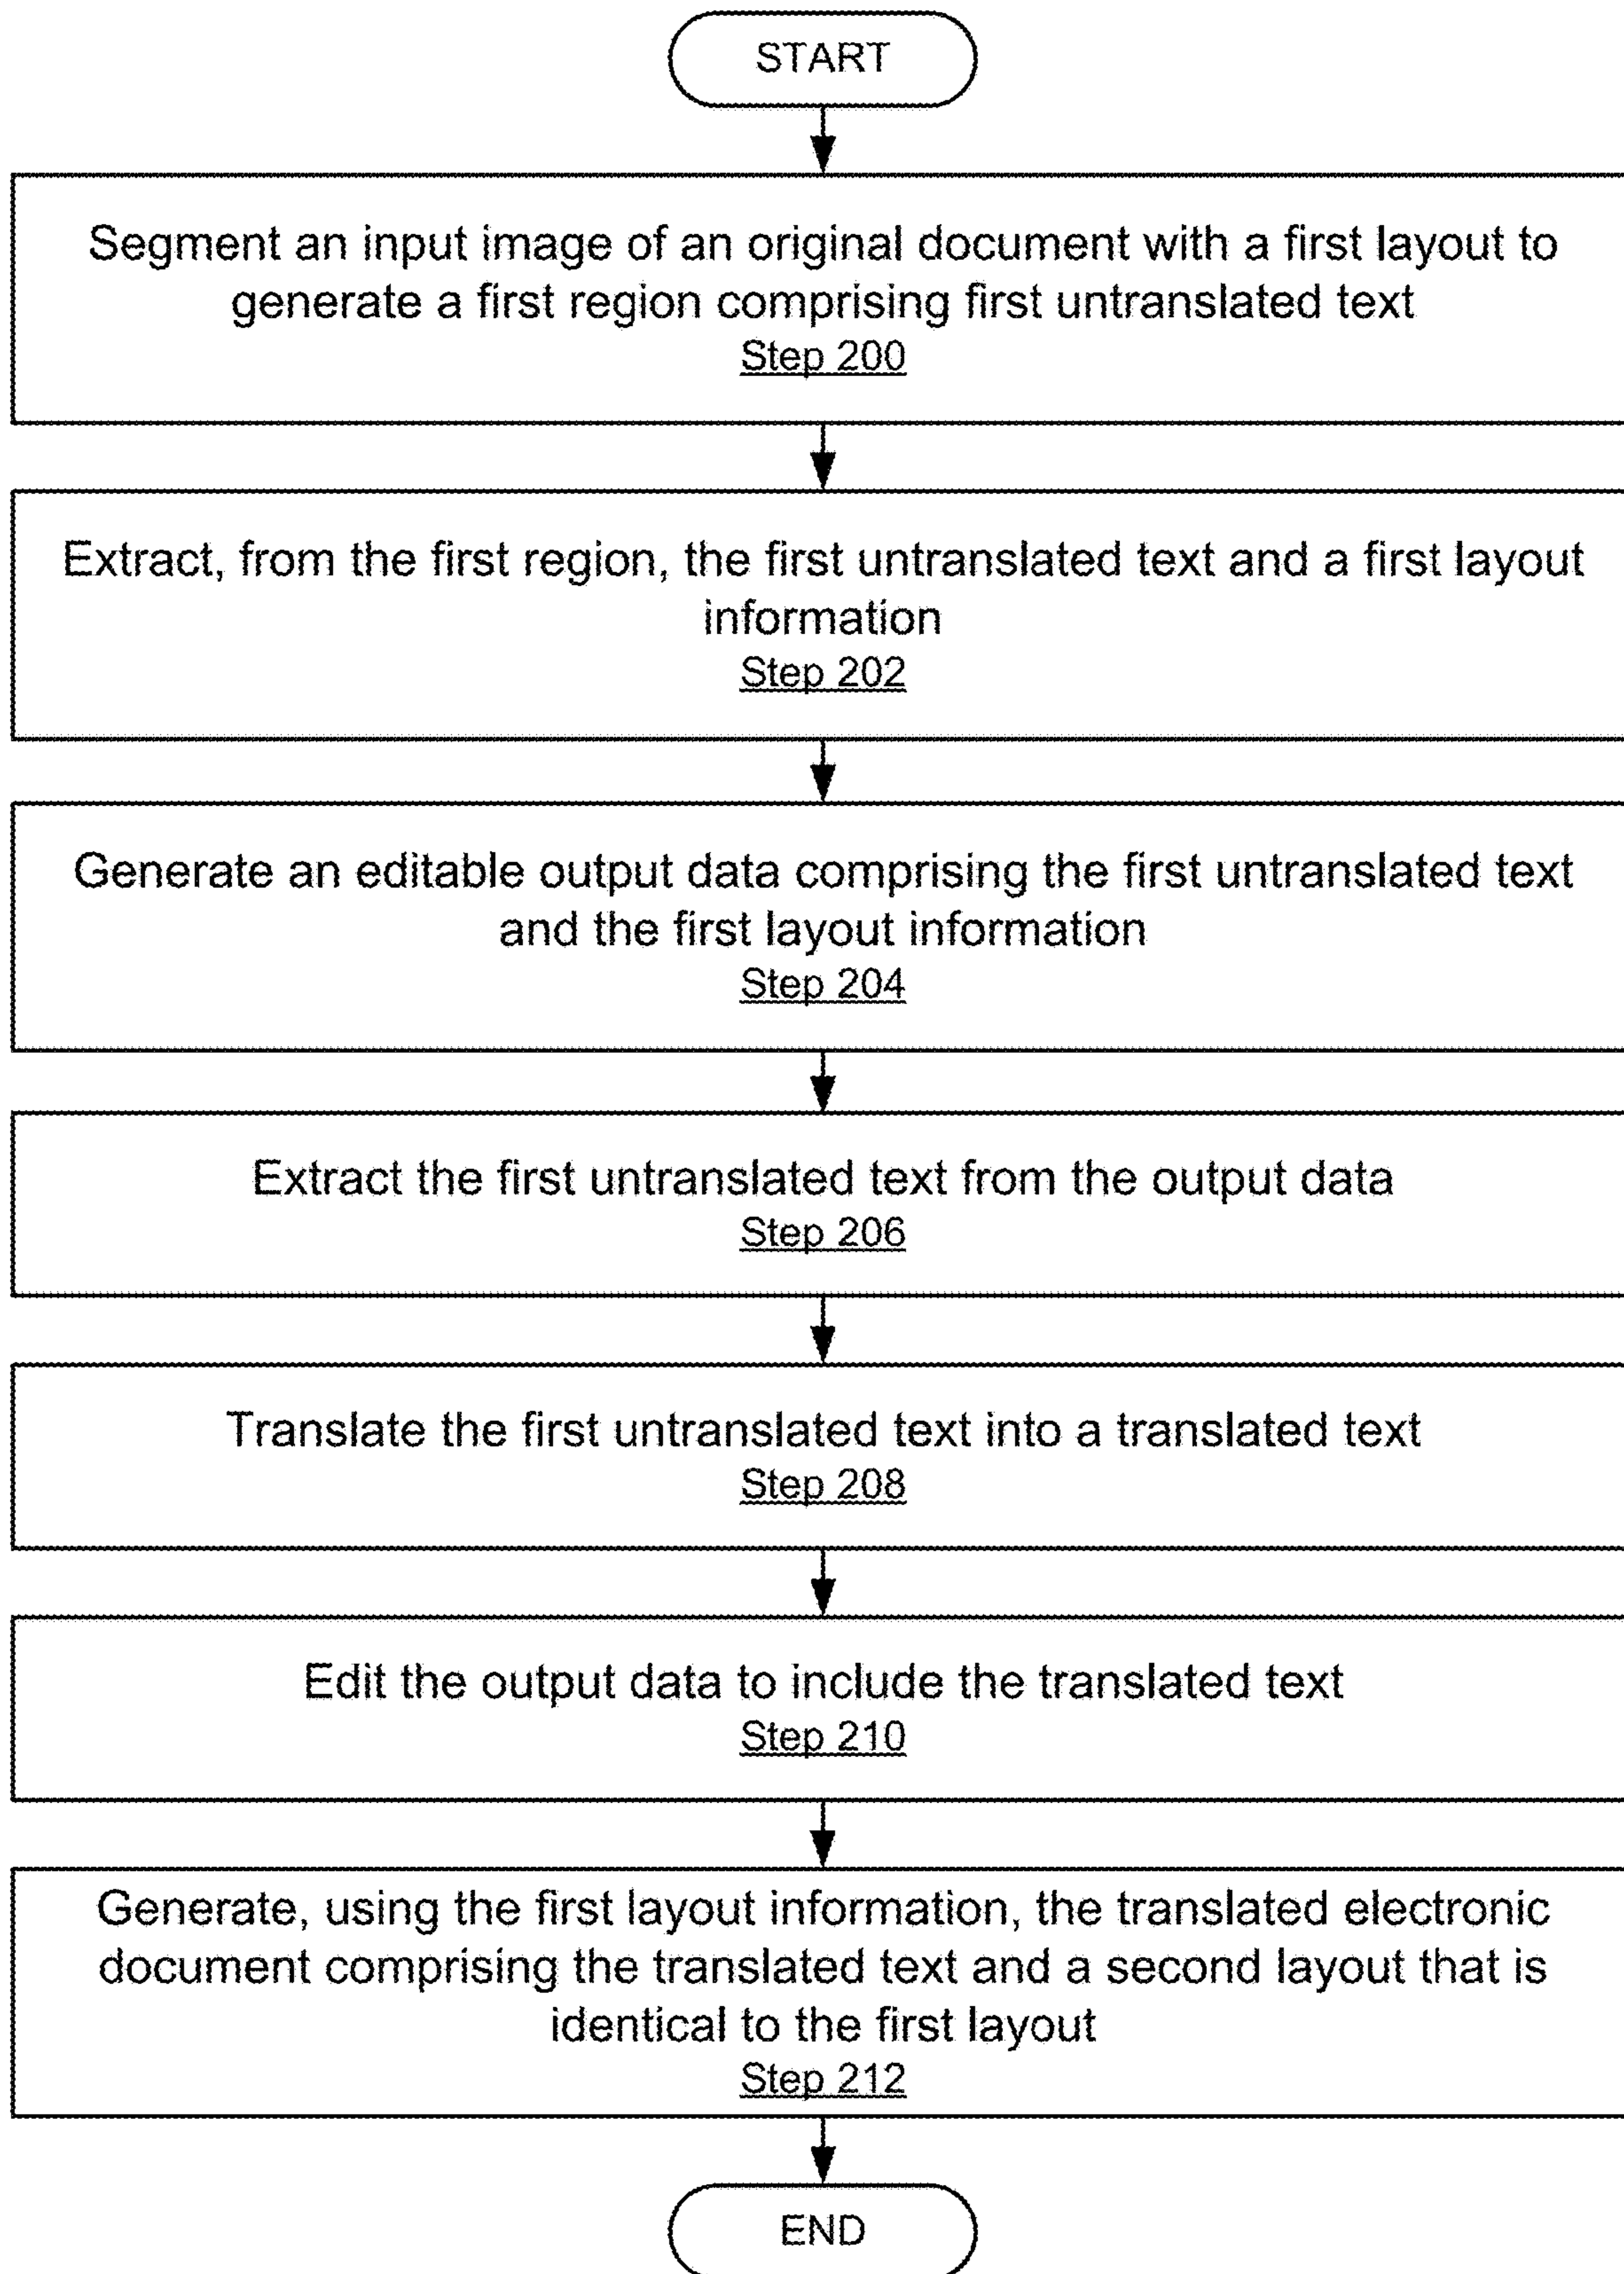 START
Segment an input image of an original document with a first layout to
generate a first region comprising first untranslated text
Step 200
Extract, from the first region, the first untranslated text and a first layout
information
Step 202
Generate an editable output data comprising the first untranslated text
and the first layout information
Step 204
Extract the first untranslated text from the output data
Step 206
Translate the first untranslated text into a translated text
Step 208
Edit the output data to include the translated text
Step 210
Generate, using the first layout information, the translated electronic
document comprising the translated text and a second layout that is
identical to the first layout
Step 212
END